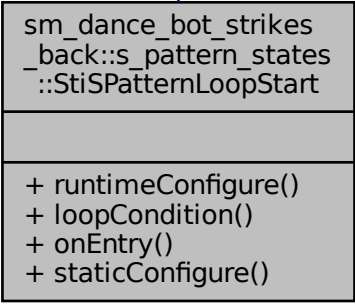 sm_dance_bot_strikes
_back::s_pattern_states
::StiSPatternLoopStart
+ runtimeConfigure()
+ loopCondition()
+ onEntry()
+ staticConfigure()